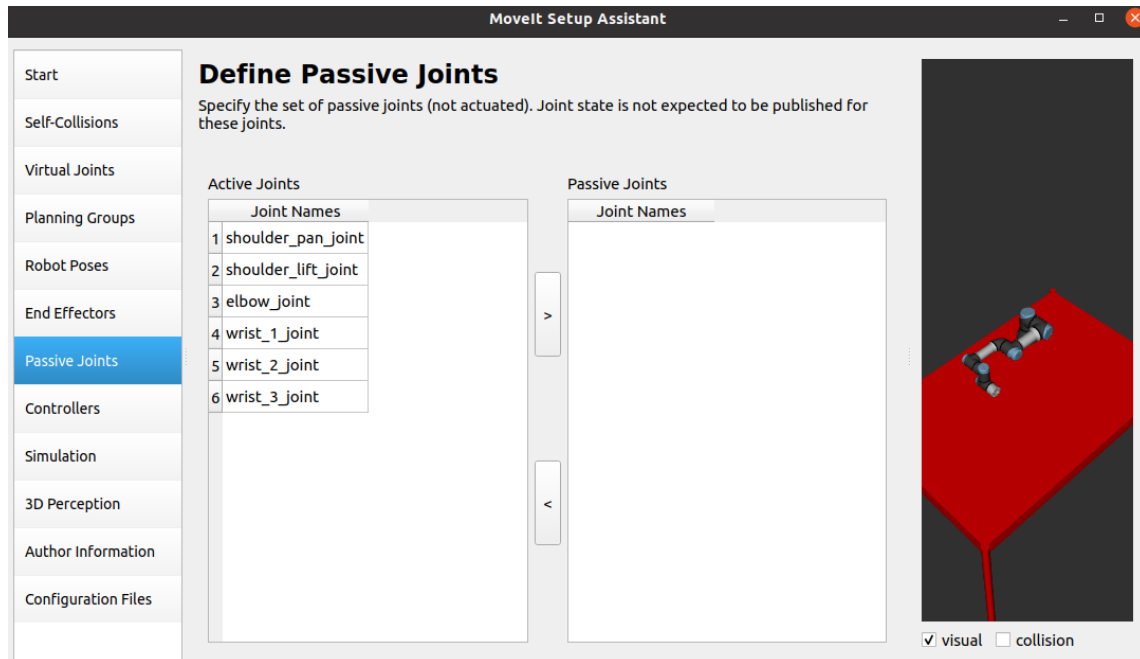 MoveIt Setup Assistant
Start
Self-Collisions
Virtual Joints
Planning Groups
Robot Poses
End Effectors
Passive Joints
Controllers
Simulation
3D Perception
Author Information
Configuration Files
Define Passive Joints
Specify the set of passive joints (not actuated). Joint state is not expected to be published for
these joints.
Active Joints
Joint Names
1 shoulder_pan_joint
2 shoulder_lift_joint
3 elbow_joint
4 wrist_1_joint
5 wrist_2_joint
6 wrist_3_joint
>
<
Passive Joints
Joint Names
visual
collision